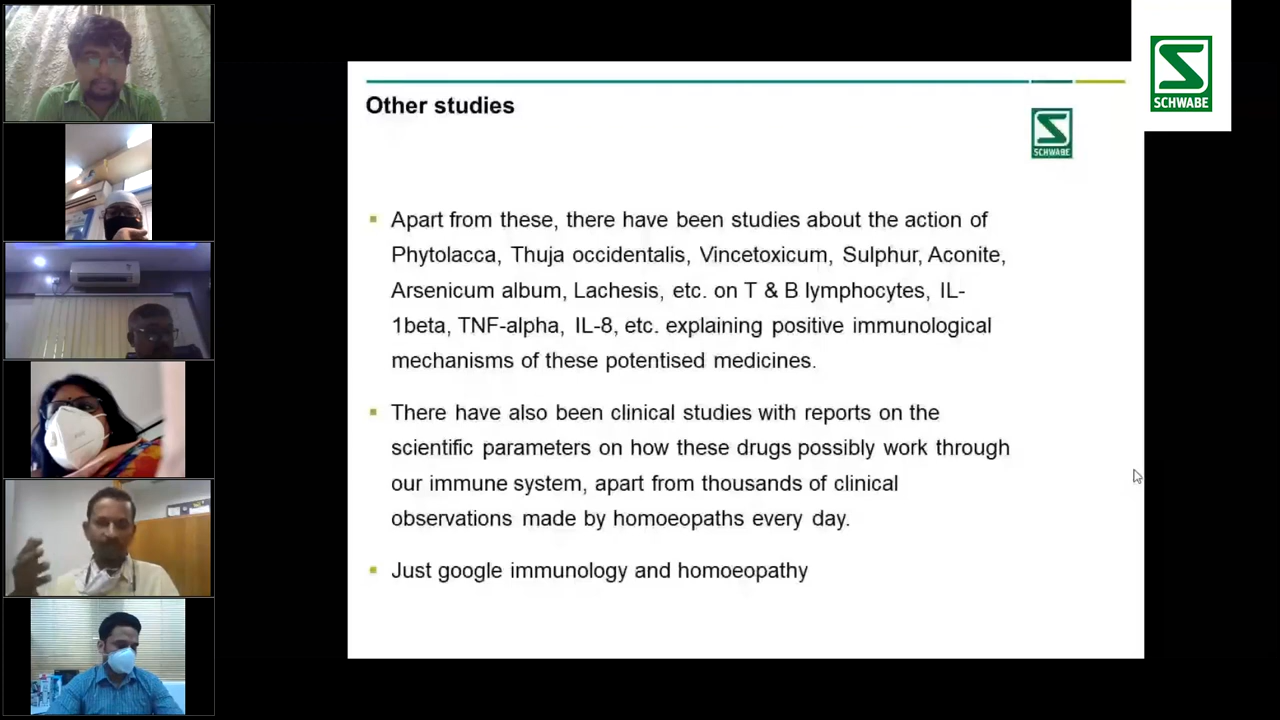 SCHWABE
Other studies
SCHWABE
Apart from these, there have been studies about the action of
Phytolacca, Thuja occidentalis, Vincetoxicum, Sulphur, Aconite,
Arsenicum album, Lachesis, etc. on T & B lymphocytes, IL-
1beta, TNF-alpha, IL-8, etc. explaining positive immunological
mechanisms of these potentised medicines.
There have also been clinical studies with reports on the
scientific parameters on how these drugs possibly work through
our immune system, apart from thousands of clinical
observations made by homoeopaths every day.
Just google immunology and homoeopathy